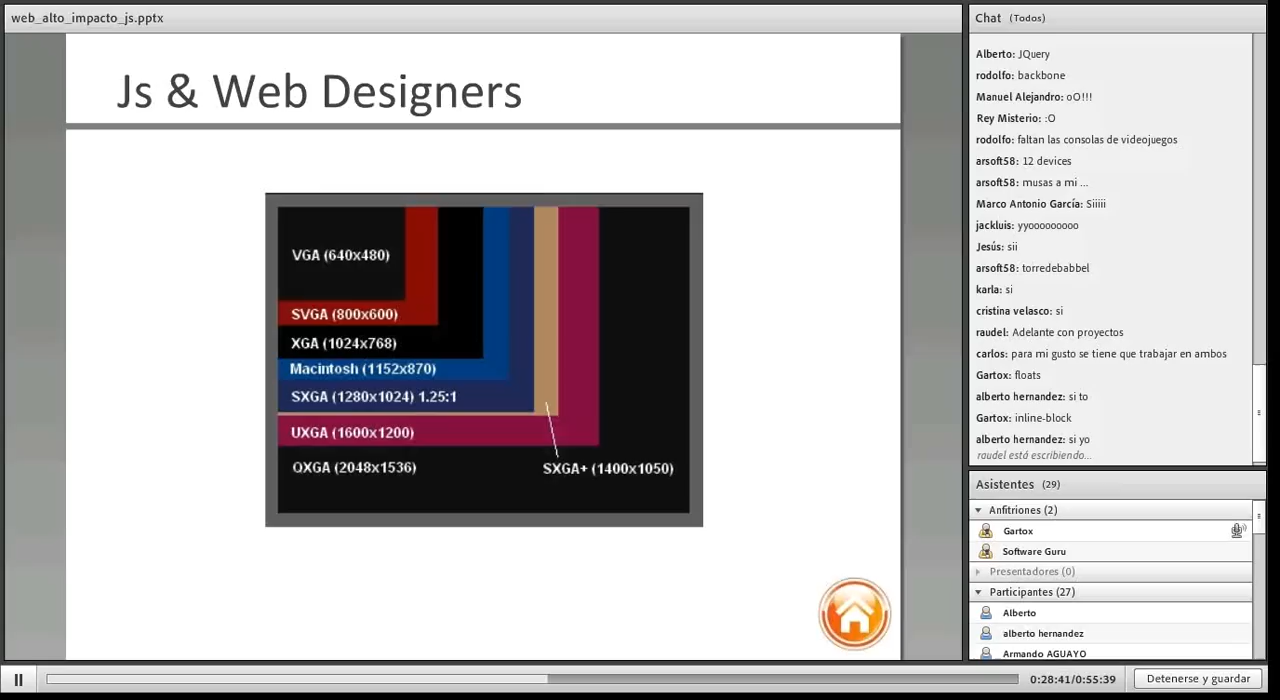 web_alto_impacto_js.pptx
Js & Web Designers
VGA (640x480)
SVGA (800x600)
XGA (1024x768)
Macintosh (1152x870)
SXGA (1280x1024) 1.25:1
UXGA (1600x1200)
QXGA (2048x1536)
SXGA+ (1400x1050)
Chat (Todos)
Alberto: JQuery
rodolfo: backbone
Manuel Alejandro: oO!!!
Rey Misterio: :O
rodolfo: faltan las consolas de videojuegos
arsoft58: 12 devices
arsoft58: musas a mi ...
Marco Antonio García: Siiiii
jackluis: yyooooooooo
Jesús: sii
arsoft58: torredebabbel
karla: si
cristina velasco: si
raudel: Adelante con proyectos
carlos: para mi gusto se tiene que trabajar en ambos
Gartox: floats
alberto hernandez: si to
Gartox: inline-block
alberto hernandez: si yo
raudel está escribiendo...
Asistentes (29)
Anfitriones (2)
Gartox
Software Guru
Presentadores (0)
Participantes (27)
Alberto
alberto hernandez
Armando AGUAYO
0:28:41/0:55:39
Detenerse y guardar